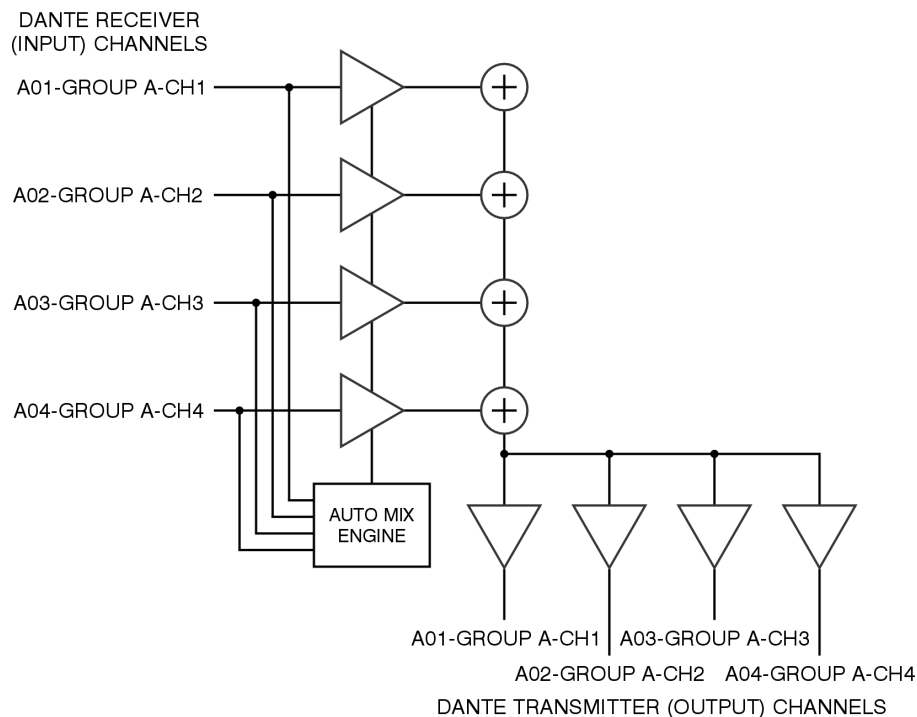 DANTE RECEIVER
(INPUT) CHANNELS
A01-GROUP A-CH1
A02-GROUP A-CH2
A03-GROUP A-CH3
A04-GROUP A-CH4
AUTO MIX
ENGINE
A01-GROUP A-CH1
A03-GROUP A-CH3
A02-GROUP A-CH2
A04-GROUP A-CH4
DANTE TRANSMITTER (OUTPUT) CHANNELS